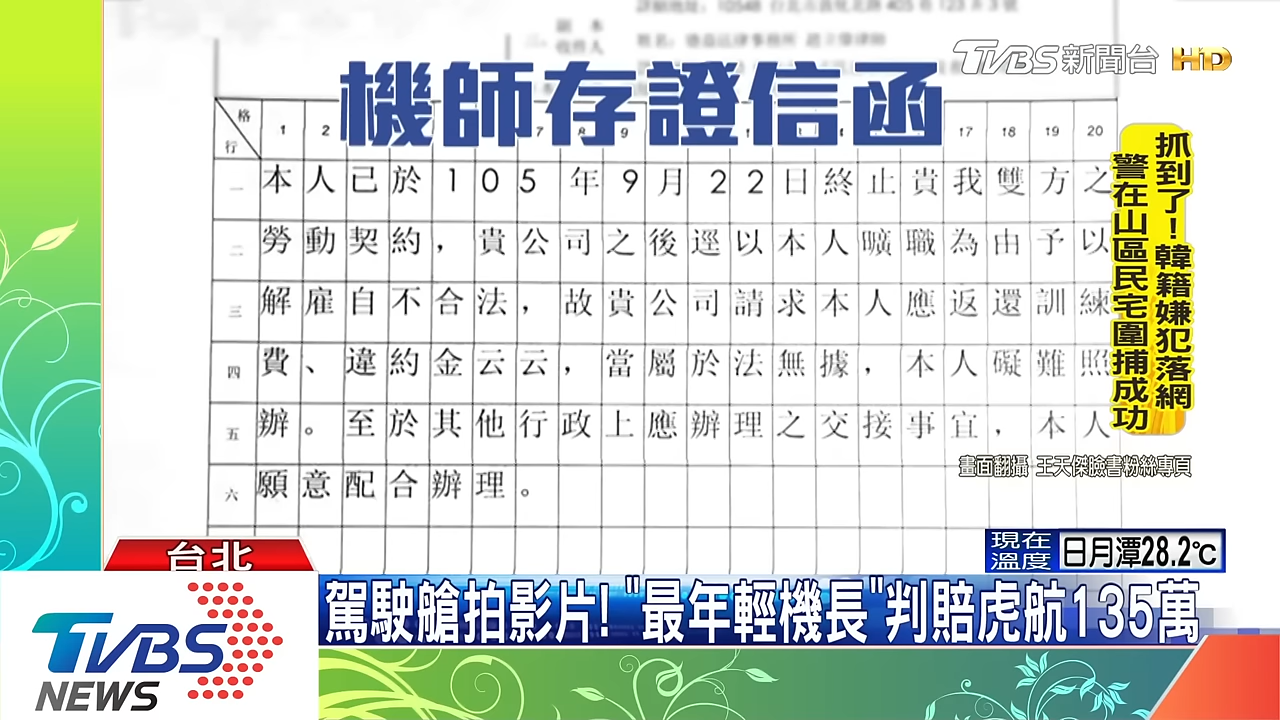 副本
收件人
TVBS新聞台 HD
機師存證信函
格
行
1 2 7 8 9 17 18 19 20
一 本人已於105年9月22日終止貴我雙方之
二 勞動契約，貴公司之後逕以本人曠職為由予以
三 解雇自不合法，故貴公司請求本人應返還訓練
四 費、違約金云云，當屬於法無據，本人礙難照
五 辦。至於其他行政上應辦理之交接事宜，本人
六 願意配合辦理。
抓到了！韓籍嫌犯落網
警在山區民宅圍捕成功
畫面翻攝 王天傑臉書粉絲專頁
現在溫度 日月潭28.2℃
台北
駕駛艙拍影片！"最年輕機長"判賠虎航135萬
TVBS
NEWS